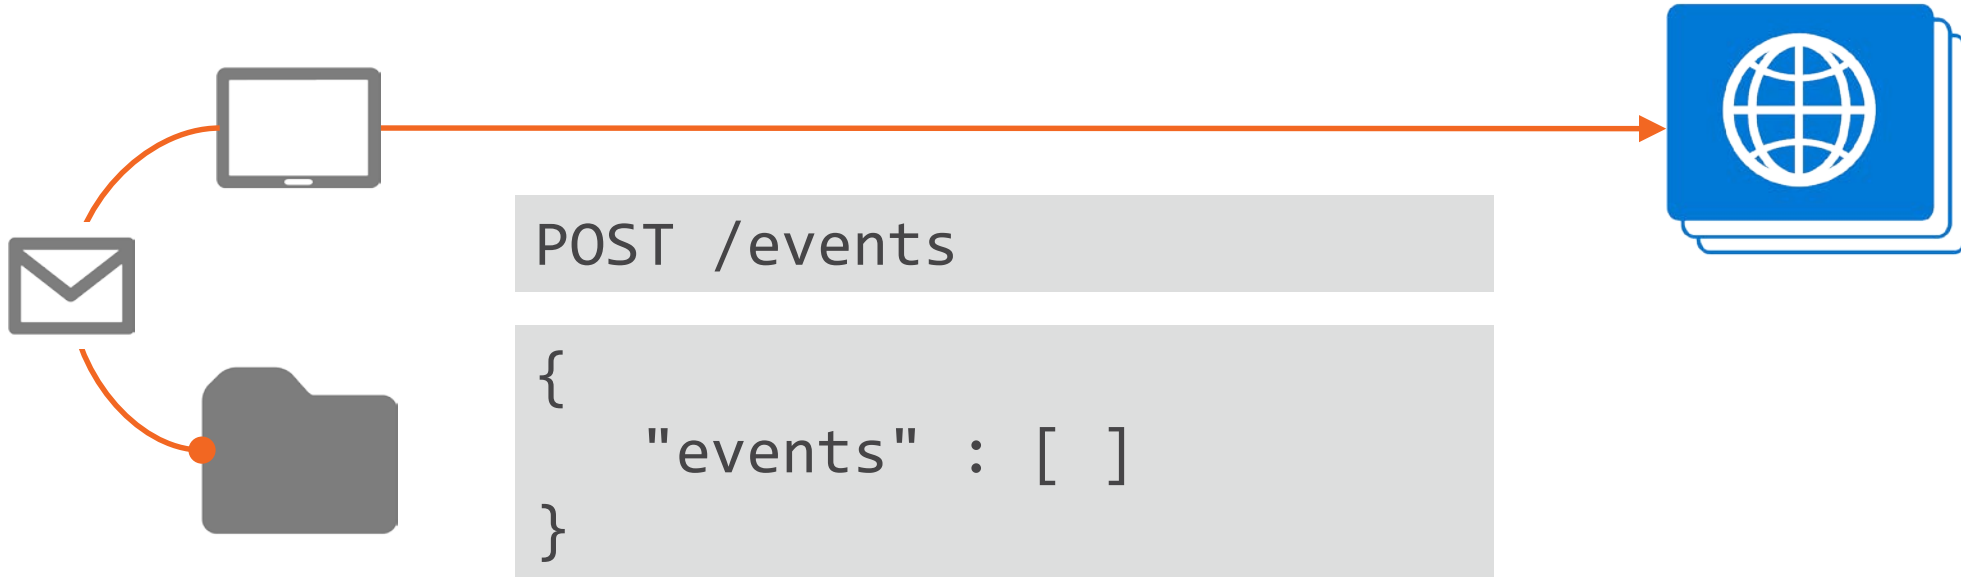 POST /events
{
"events" : [ ]
}